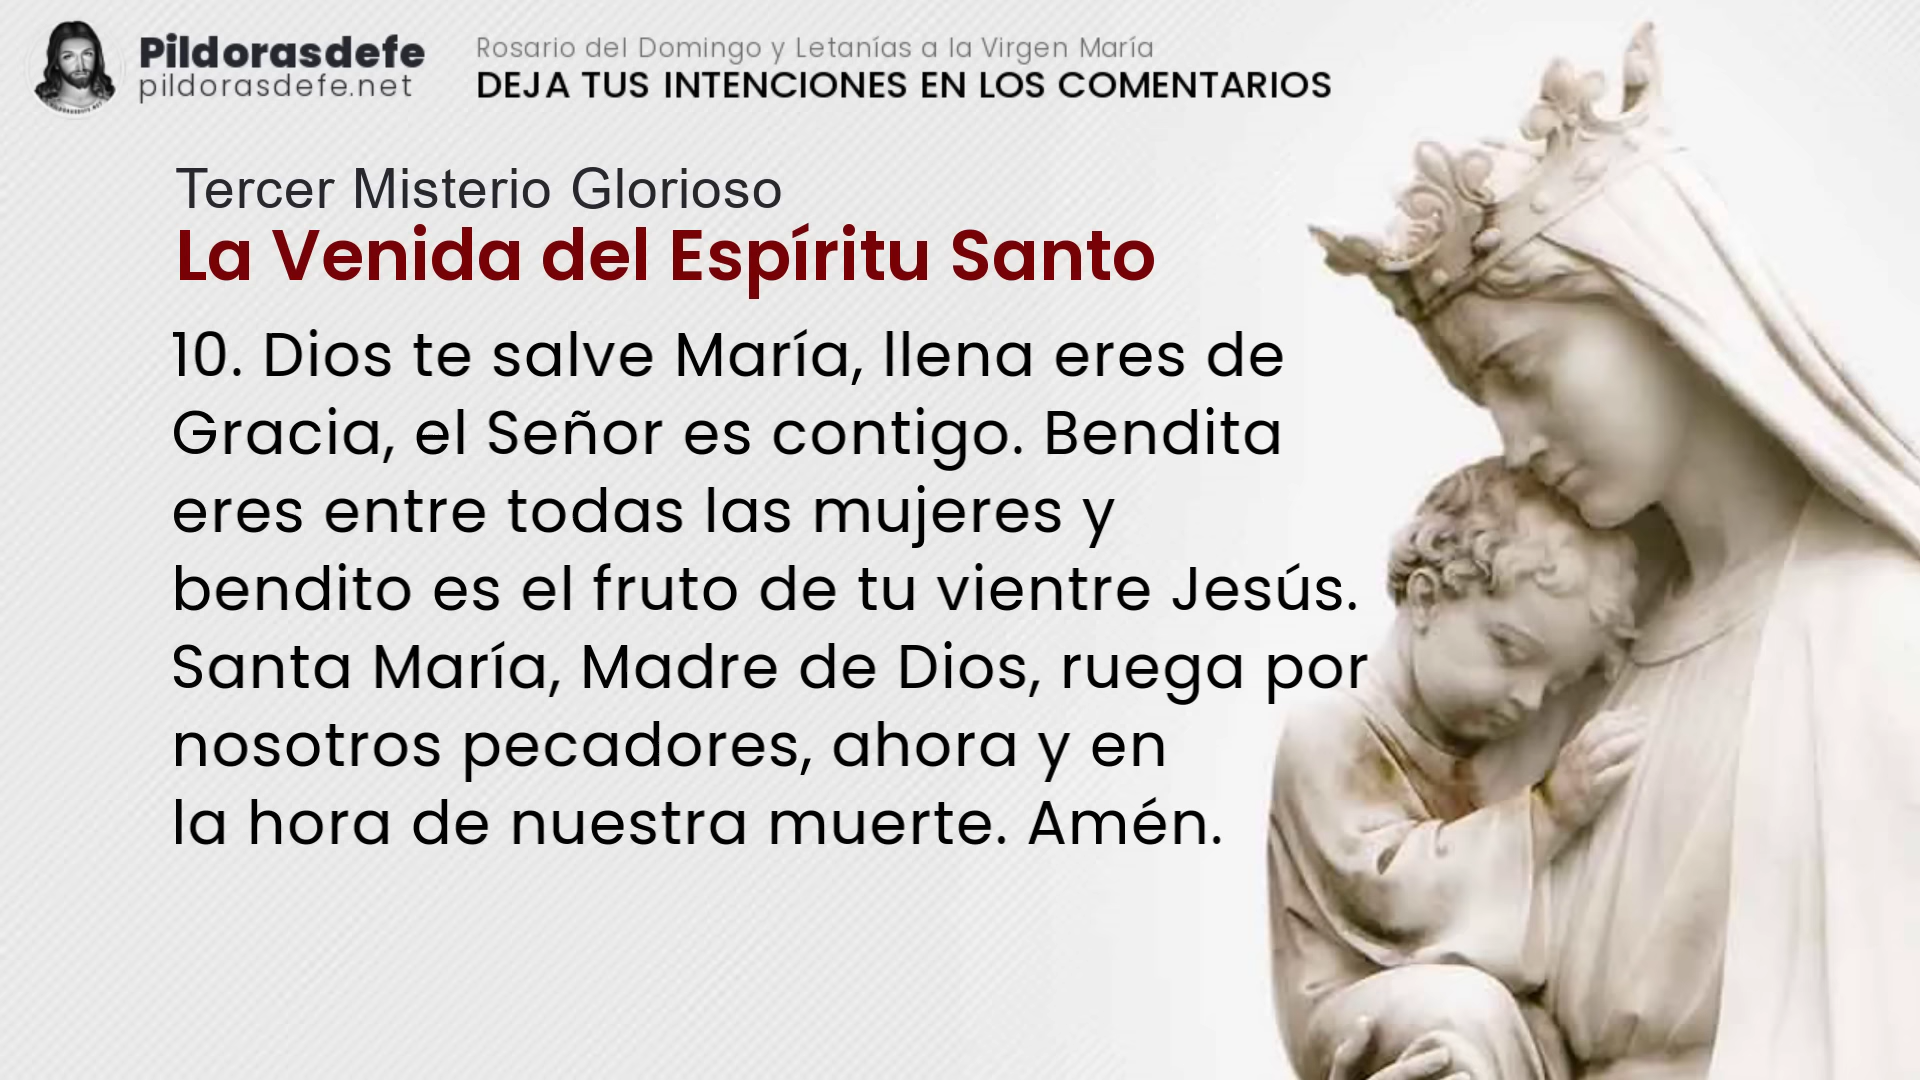 Pildorasdefe
pildorasdefe.net
Rosario del Domingo y Letanías a la Virgen María
DEJA TUS INTENCIONES EN LOS COMENTARIOS
Tercer Misterio Glorioso
La Venida del Espíritu Santo
10. Dios te salve María, llena eres de
Gracia, el Señor es contigo. Bendita
eres entre todas las mujeres y
bendito es el fruto de tu vientre Jesús.
Santa María, Madre de Dios, ruega por
nosotros pecadores, ahora y en
la hora de nuestra muerte. Amén.